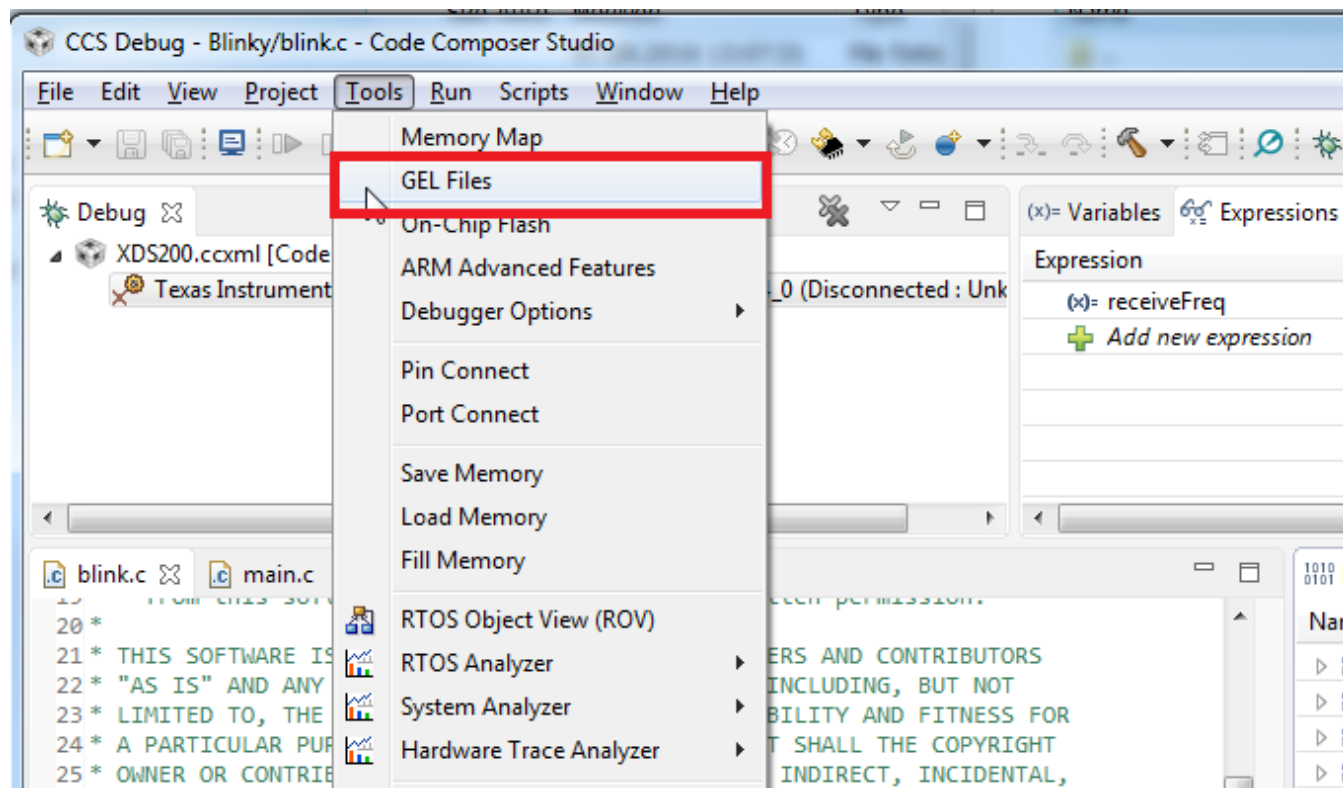 CCS Debug - Blinky/blink.c - Code Composer Studio
File Edit View Project Tools Run Scripts Window Help
Memory Map
GEL Files
On-Chip Flash
ARM Advanced Features
Debugger Options
Pin Connect
Port Connect
Save Memory
Load Memory
Fill Memory
RTOS Object View (ROV)
RTOS Analyzer
System Analyzer
Hardware Trace Analyzer
Debug
XDS200.ccxml [Code
Texas Instrument _0 (Disconnected : Unk
(x)= Variables Expressions
Expression
(x)= receiveFreq
Add new expression
blink.c main.c
20 *
21 * THIS SOFTWARE IS ERS AND CONTRIBUTORS
22 * "AS IS" AND ANY INCLUDING, BUT NOT
23 * LIMITED TO, THE BILITY AND FITNESS FOR
24 * A PARTICULAR PUR T SHALL THE COPYRIGHT
25 * OWNER OR CONTRIB INDIRECT, INCIDENTAL,
1010
0101
Nar